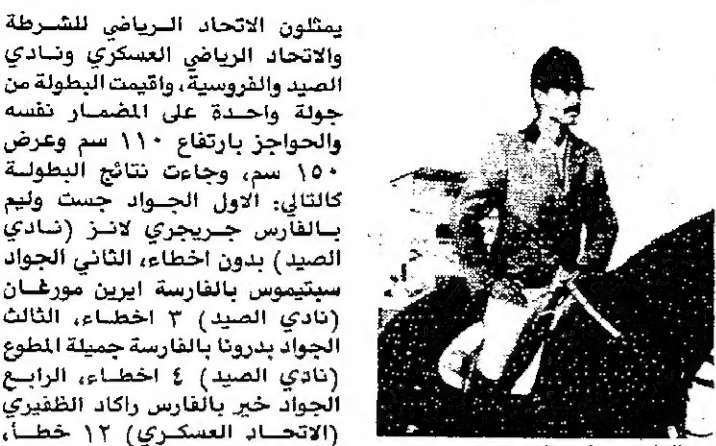 يمثلون الاتحاد الرياضي للشرطة
والاتحاد الرياضي العسكري ونادي
الصيد والفروسية، واقيمت البطولة من
جولة واحدة على المضمار نفسه
والحواجز بارتفاع ١١٠ سم وعرض
١٥٠ سم، وجاءت نتائج البطولة
كالتالي: الاول الجواد جست وليم
بالفارس جريجري لانز (نادي
الصيد) بدون اخطاء، الثاني الجواد
سبتيموس بالفارسة ايرين مورغان
(نادي الصيد) ٣ اخطاء، الثالث
الجواد بدرونا بالفارسة جميلة المطوع
(نادي الصيد) ٤ اخطاء، الرابع
الجواد خير بالفارس راكاد الظفيري
(الاتحاد العسكري) ١٢ خطأ،